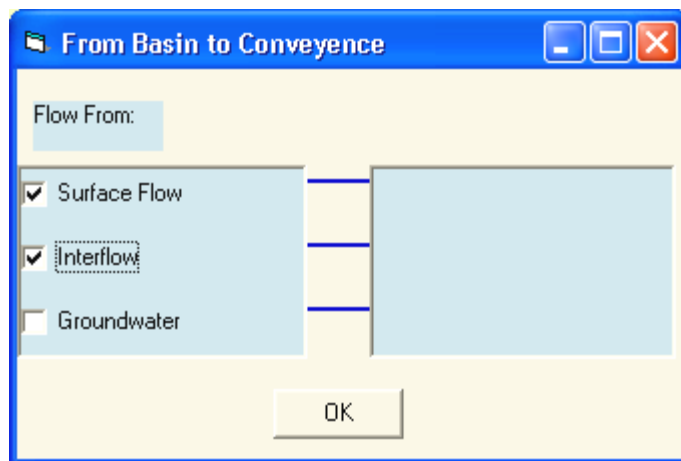 From Basin to Conveyence
Flow From:
Surface Flow
Interflow
Groundwater
OK